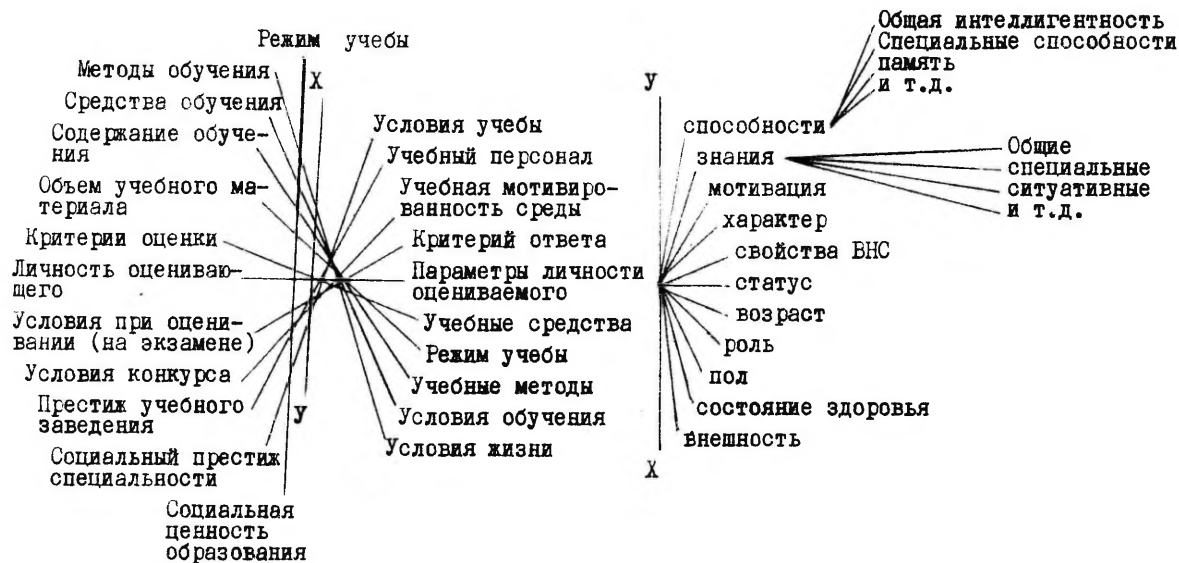 Режим учебы
Методы обучения
Средства обучения
Содержание обуче-
ния
Объем учебного ма-
териала
Критерии оценки
Личность оцениваю-
щего
Условия при оцени-
вании (на экзамене)
Условия конкурса
Престиж учебного
заведения
Социальный престиж
специальности
Социальная
ценность
образования
X
У
Условия учебы
Учебный персонал
Учебная мотивиро-
ванность среды
Критерий ответа
Параметры личности
оцениваемого
Учебные средства
Режим учебы
Учебные методы
Условия обучения
Условия жизни
У
способности
знания
мотивация
характер
свойства ВНС
статус
возраст
роль
пол
состояние здоровья
внешность
X
Общая интеллигентность
Специальные способности
память
и т.д.
Общие
специальные
ситуативные
и т.д.